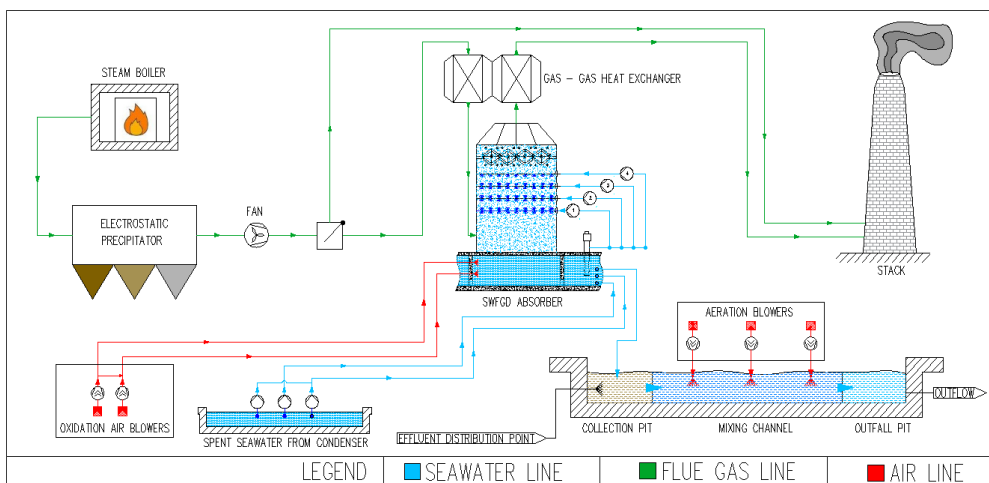 STEAM BOILER
GAS – GAS HEAT EXCHANGER
FAN
ELECTROSTATIC
PRECIPITATOR
4
3
2
1
STACK
SWFGD ABSORBER
AERATION BLOWERS
OXIDATION AIR BLOWERS
SPENT SEAWATER FROM CONDENSER
EFFLUENT DISTRIBUTION POINT
COLLECTION PIT
MIXING CHANNEL
OUTFALL PIT
OUTFLOW
LEGEND
SEAWATER LINE
FLUE GAS LINE
AIR LINE